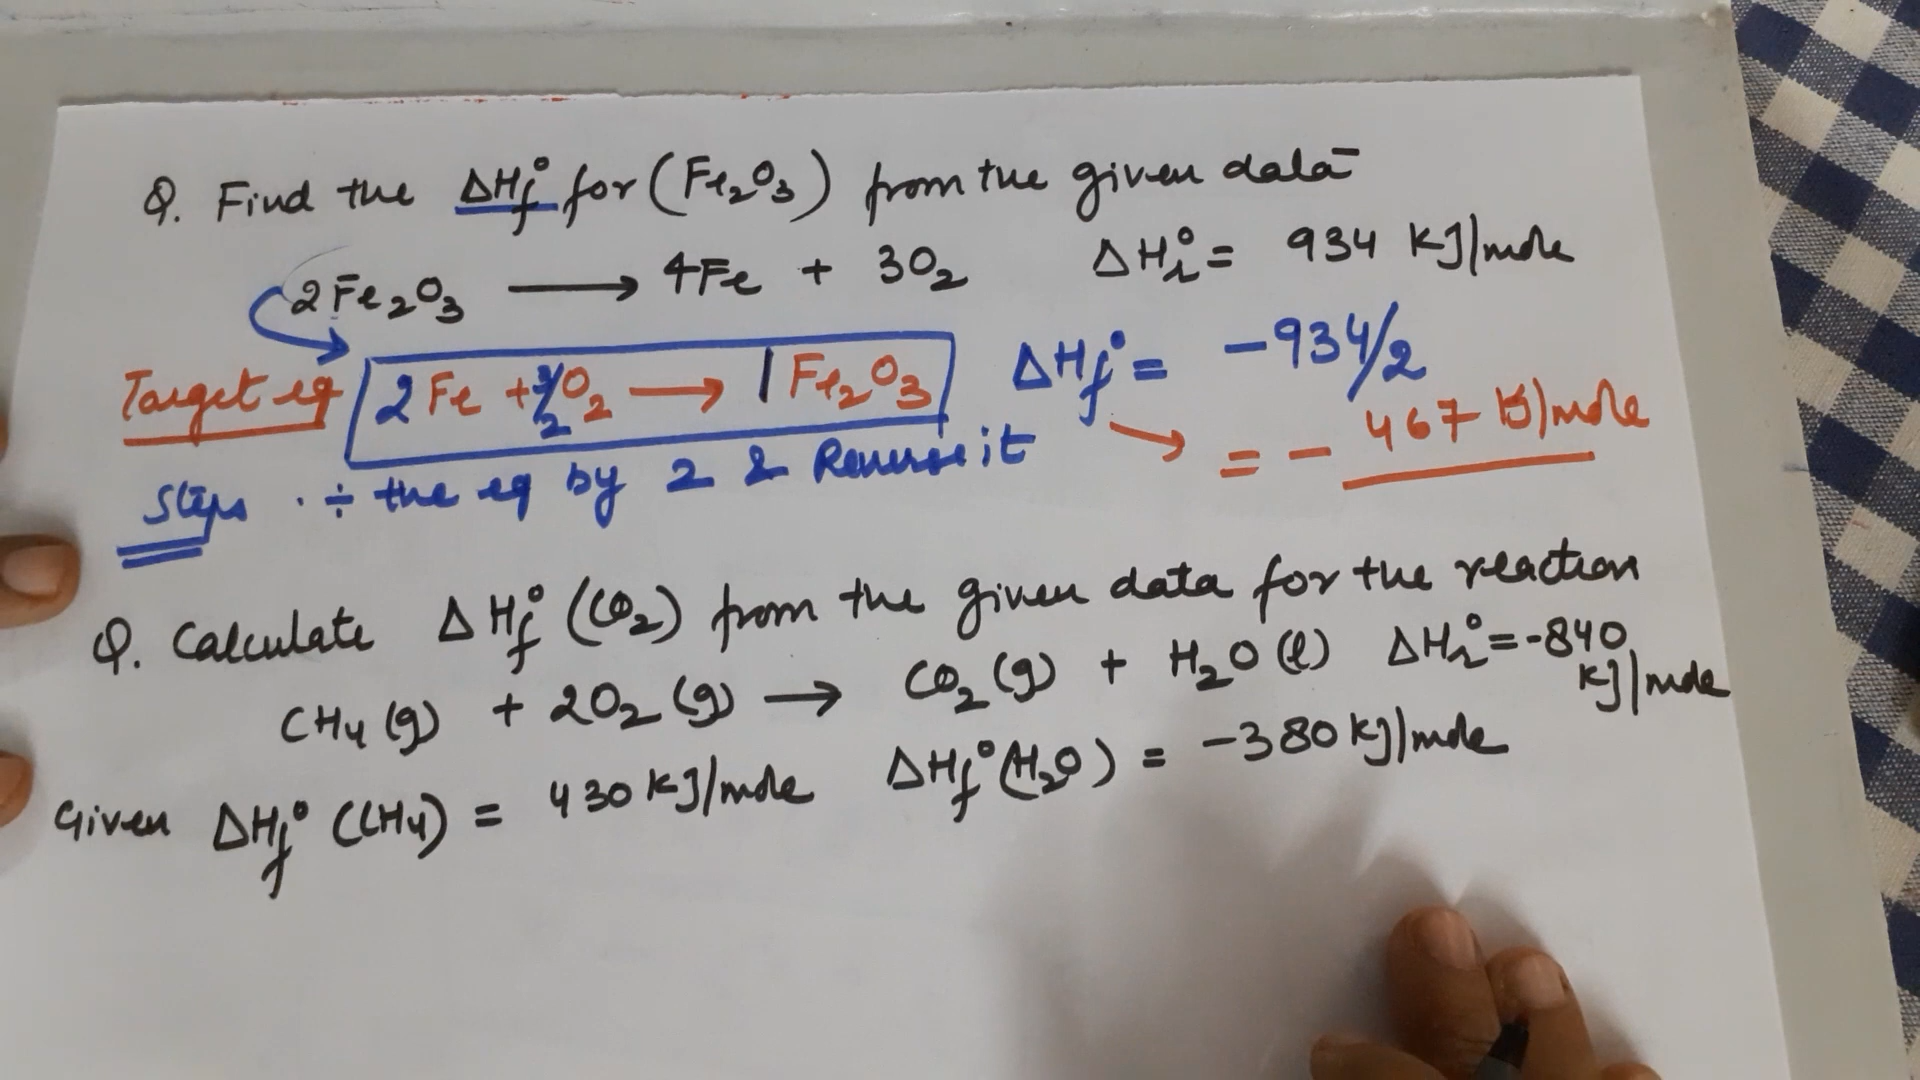 Q. Find the ΔHf° for (Fe₂O₃) from the given data
2Fe₂O₃ ⟶ 4Fe + 3O₂ ΔHr° = 934 KJ/mole
Target eq 2Fe + 3/2 O₂ ⟶ 1 Fe₂O₃ ΔHf° = -934/2
= - 467 KJ/mole
Steps . ÷ the eq by 2 & Reverse it
Q. Calculate ΔHf° (CO₂) from the given data for the reaction
CH₄ (g) + 2O₂ (g) ⟶ CO₂ (g) + H₂O (l) ΔHr° = -840 KJ/mole
Given ΔHf° (CH₄) = 430 KJ/mole ΔHf° (H₂O) = -380 KJ/mole